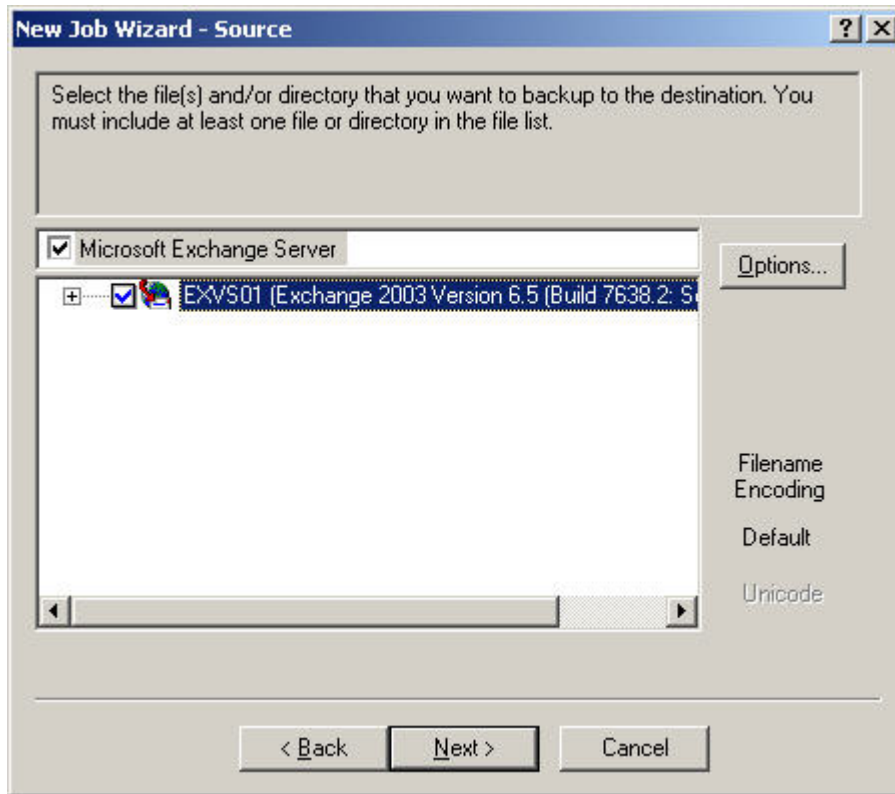 New Job Wizard - Source
Select the file(s) and/or directory that you want to backup to the destination. You
must include at least one file or directory in the file list.
Microsoft Exchange Server
Options...
EXVS01 (Exchange 2003 Version 6.5 (Build 7638.2: S
Filename
Encoding
Default
Unicode
< Back
Next >
Cancel